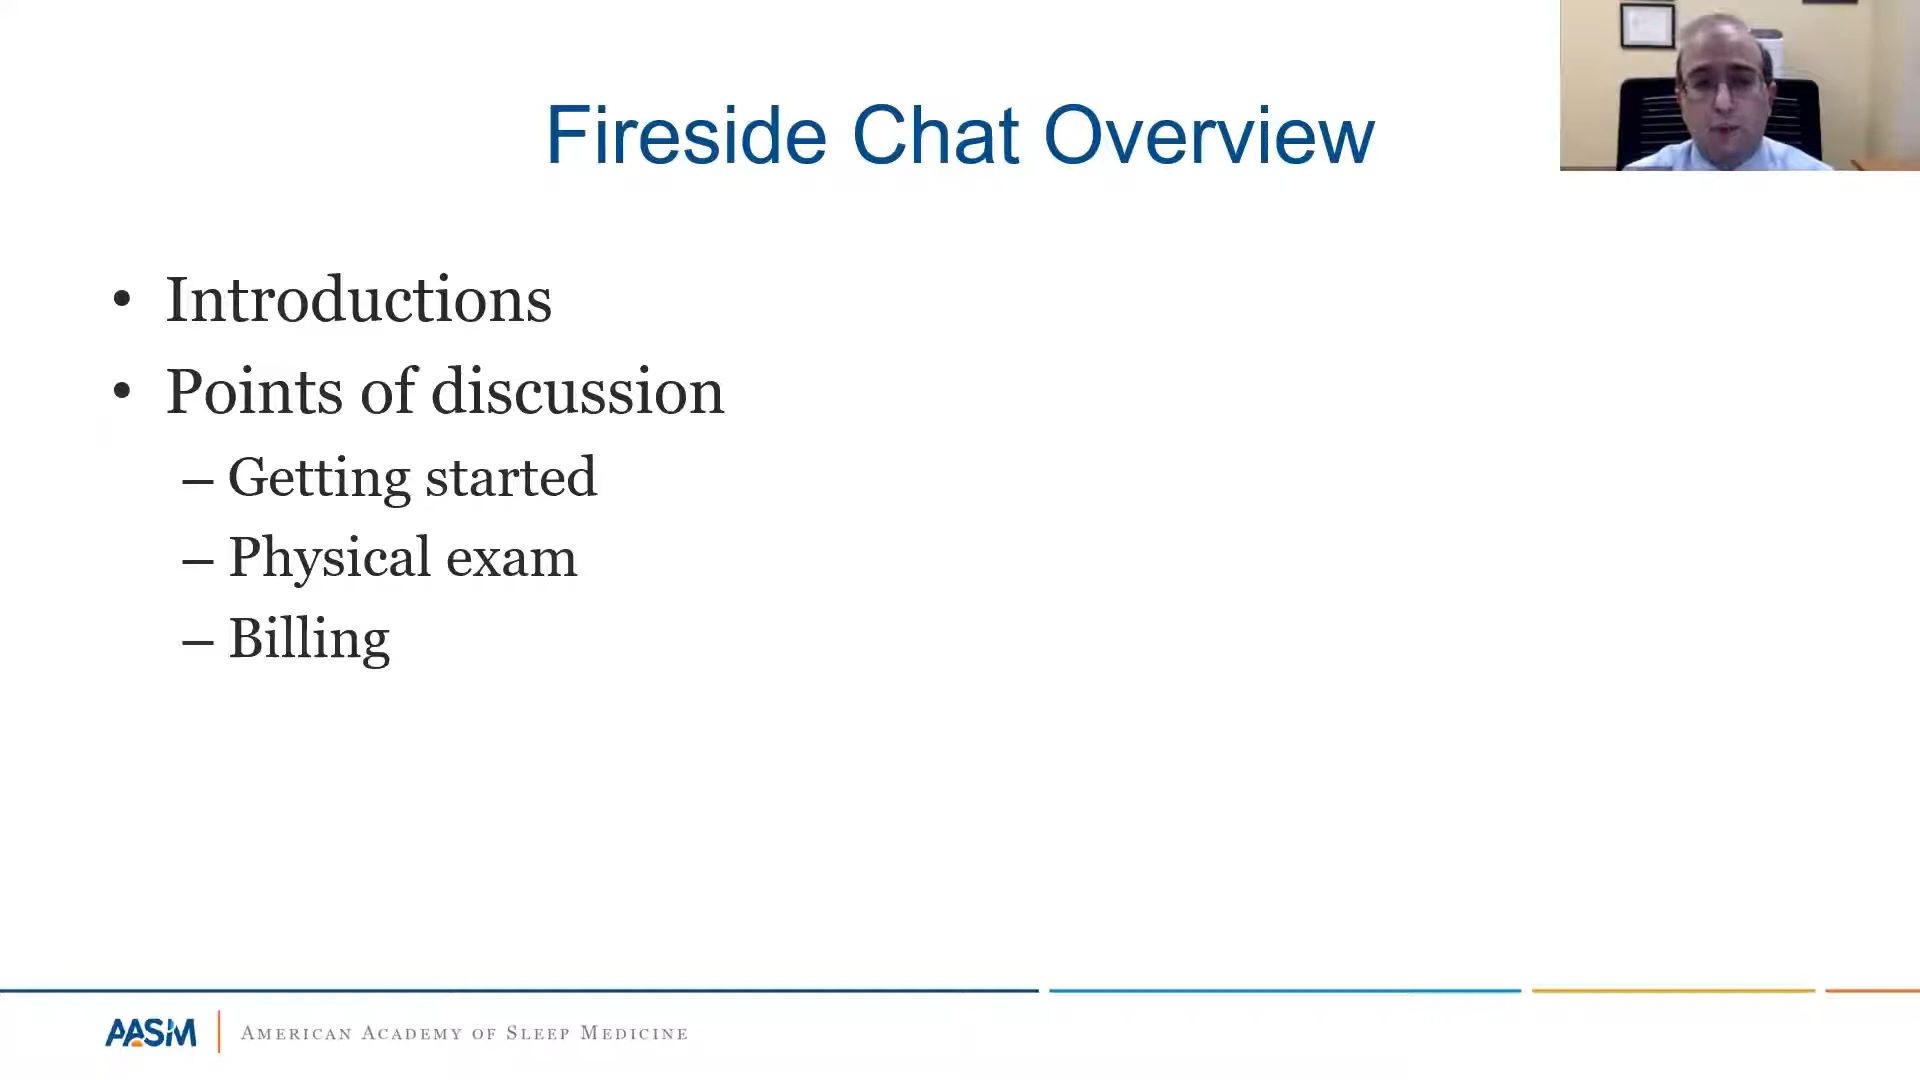 Fireside Chat Overview
• Introductions
• Points of discussion
– Getting started
– Physical exam
– Billing
AASM | AMERICAN ACADEMY OF SLEEP MEDICINE